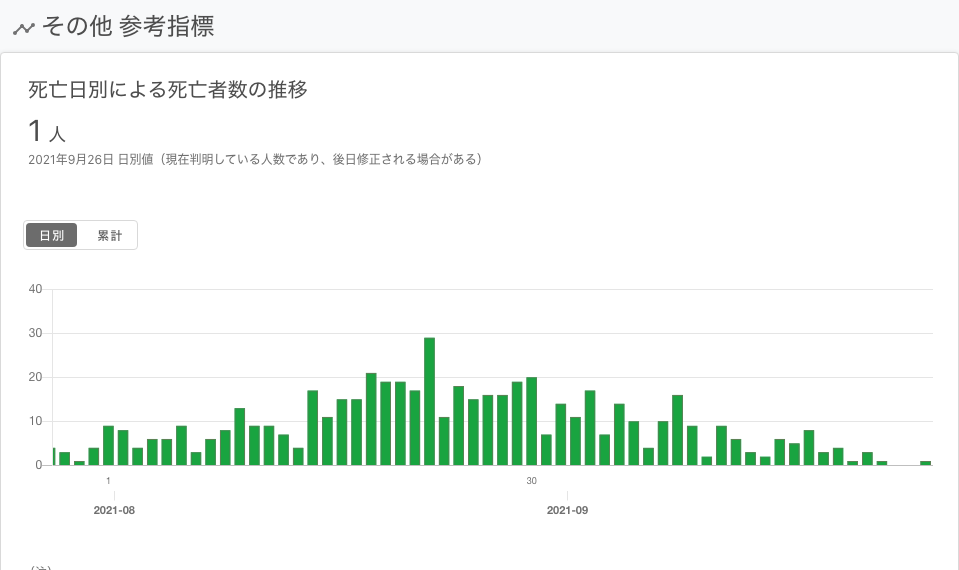 その他 参考指標
死亡日別による死亡者数の推移
1 人
2021年9月26日 日別値（現在判明している人数であり、後日修正される場合がある）
日別 累計
40
30
20
10
0
1 30
2021-08 2021-09